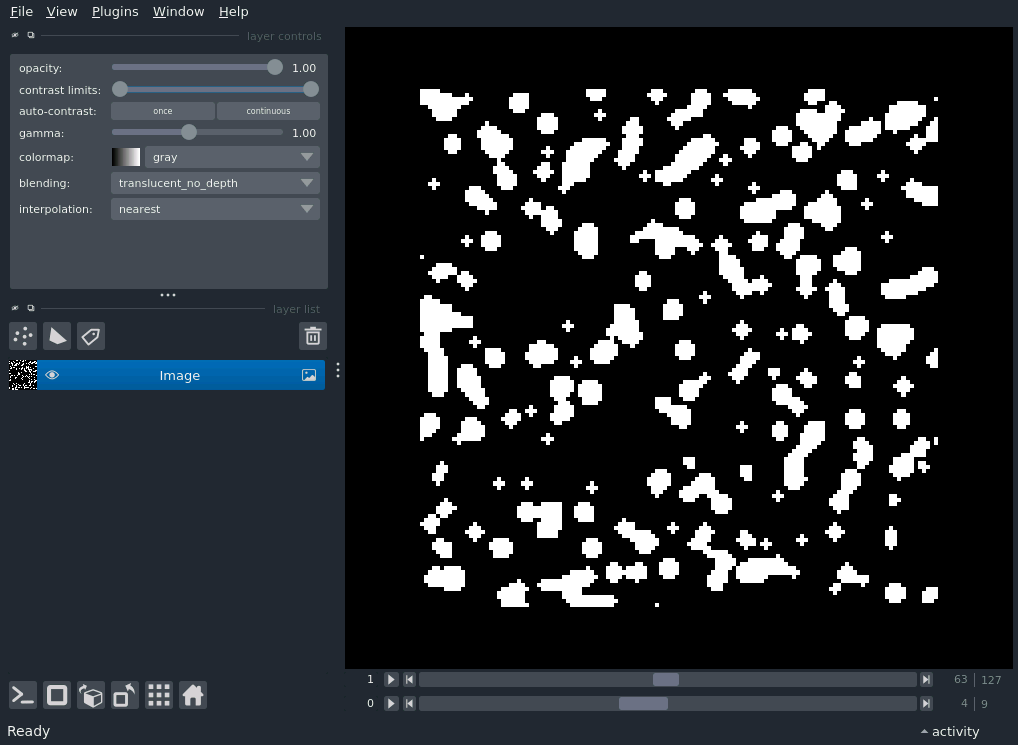 File View Plugins Window Help
layer controls
opacity: 1.00
contrast limits:
auto-contrast: once continuous
gamma: 1.00
colormap: gray
blending: translucent_no_depth
interpolation: nearest
layer list
Image
1 63 127
0 4 9
Ready activity